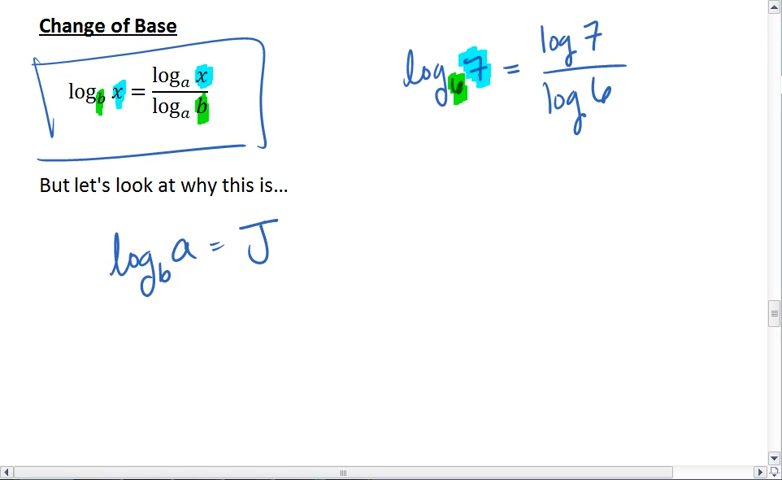 Change of Base
log_b x = log_a x / log_a b
log_6 7 = log 7 / log 6
But let's look at why this is...
log_b a = J